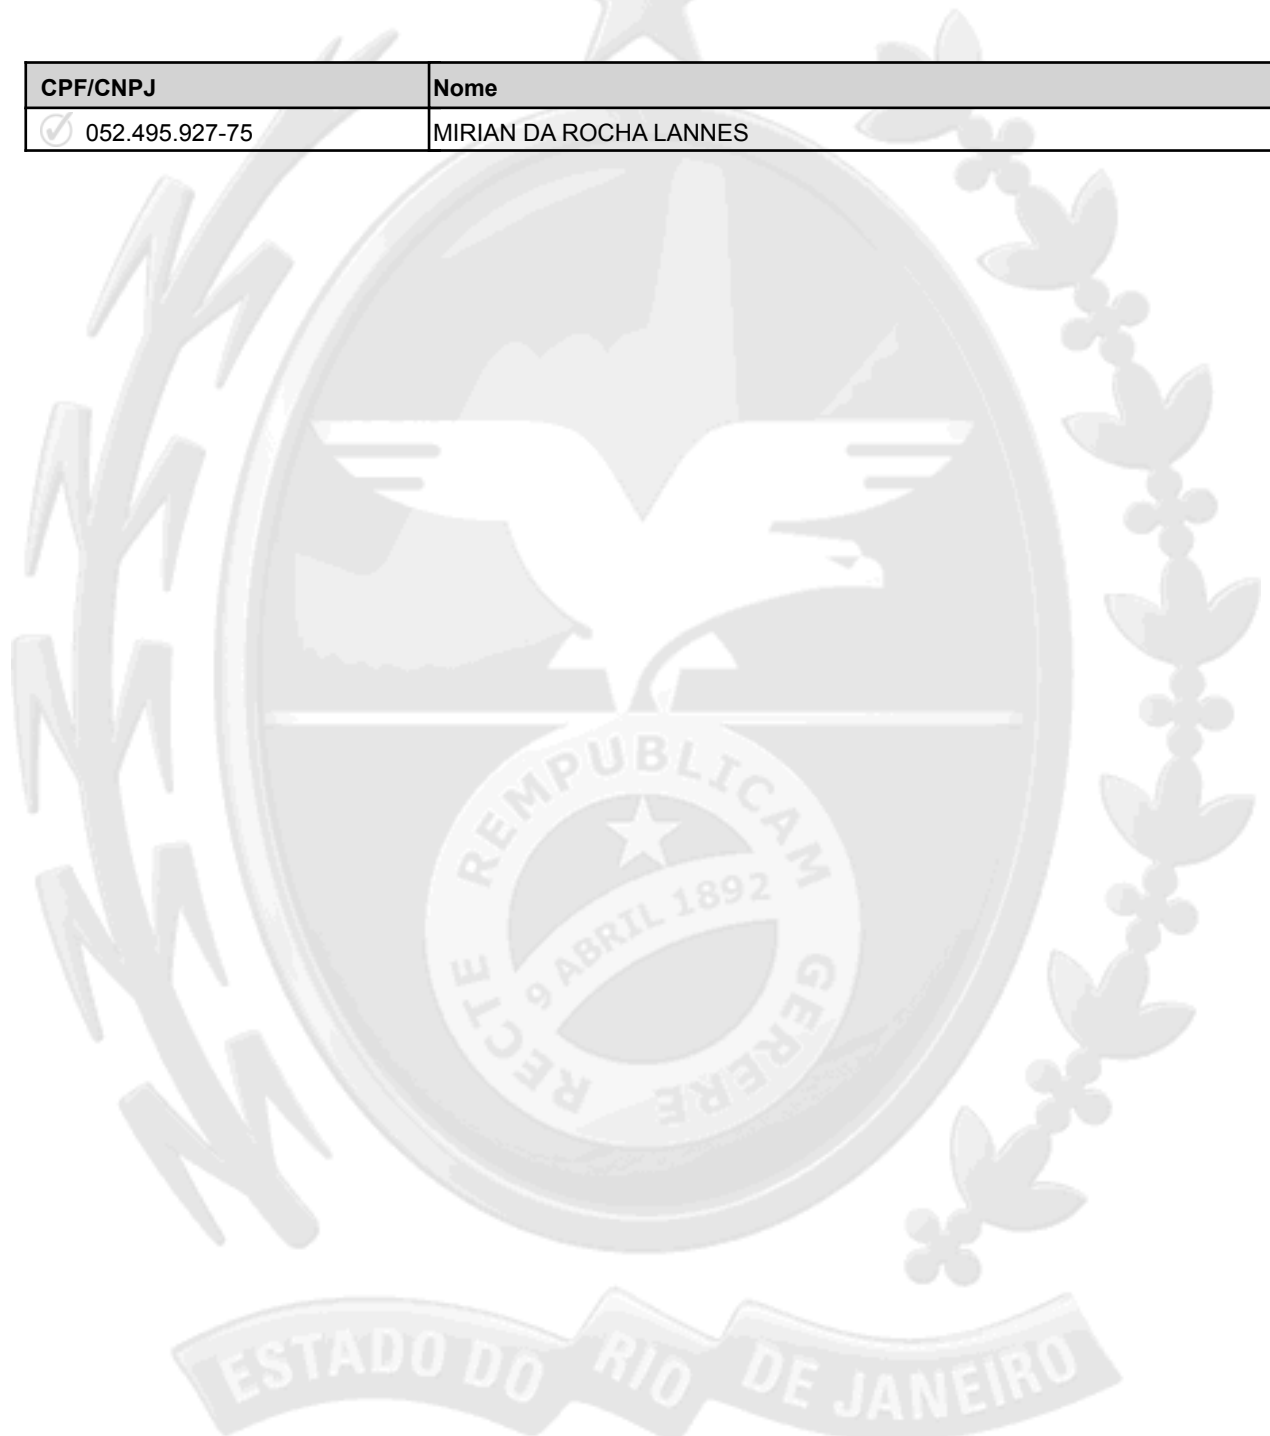 CPF/CNPJ Nome
052.495.927-75 MIRIAN DA ROCHA LANNES
REMPUBLICAM
9 ABRIL 1892
RECTE GERERE
ESTADO DO RIO DE JANEIRO